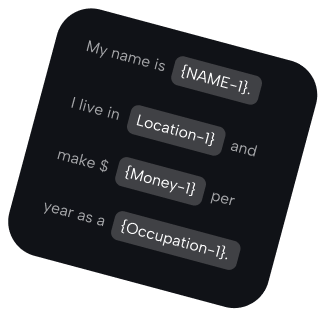 My name is {NAME-1}.
I live in Location-1} and
make $ {Money-1} per
year as a {Occupation-1}.